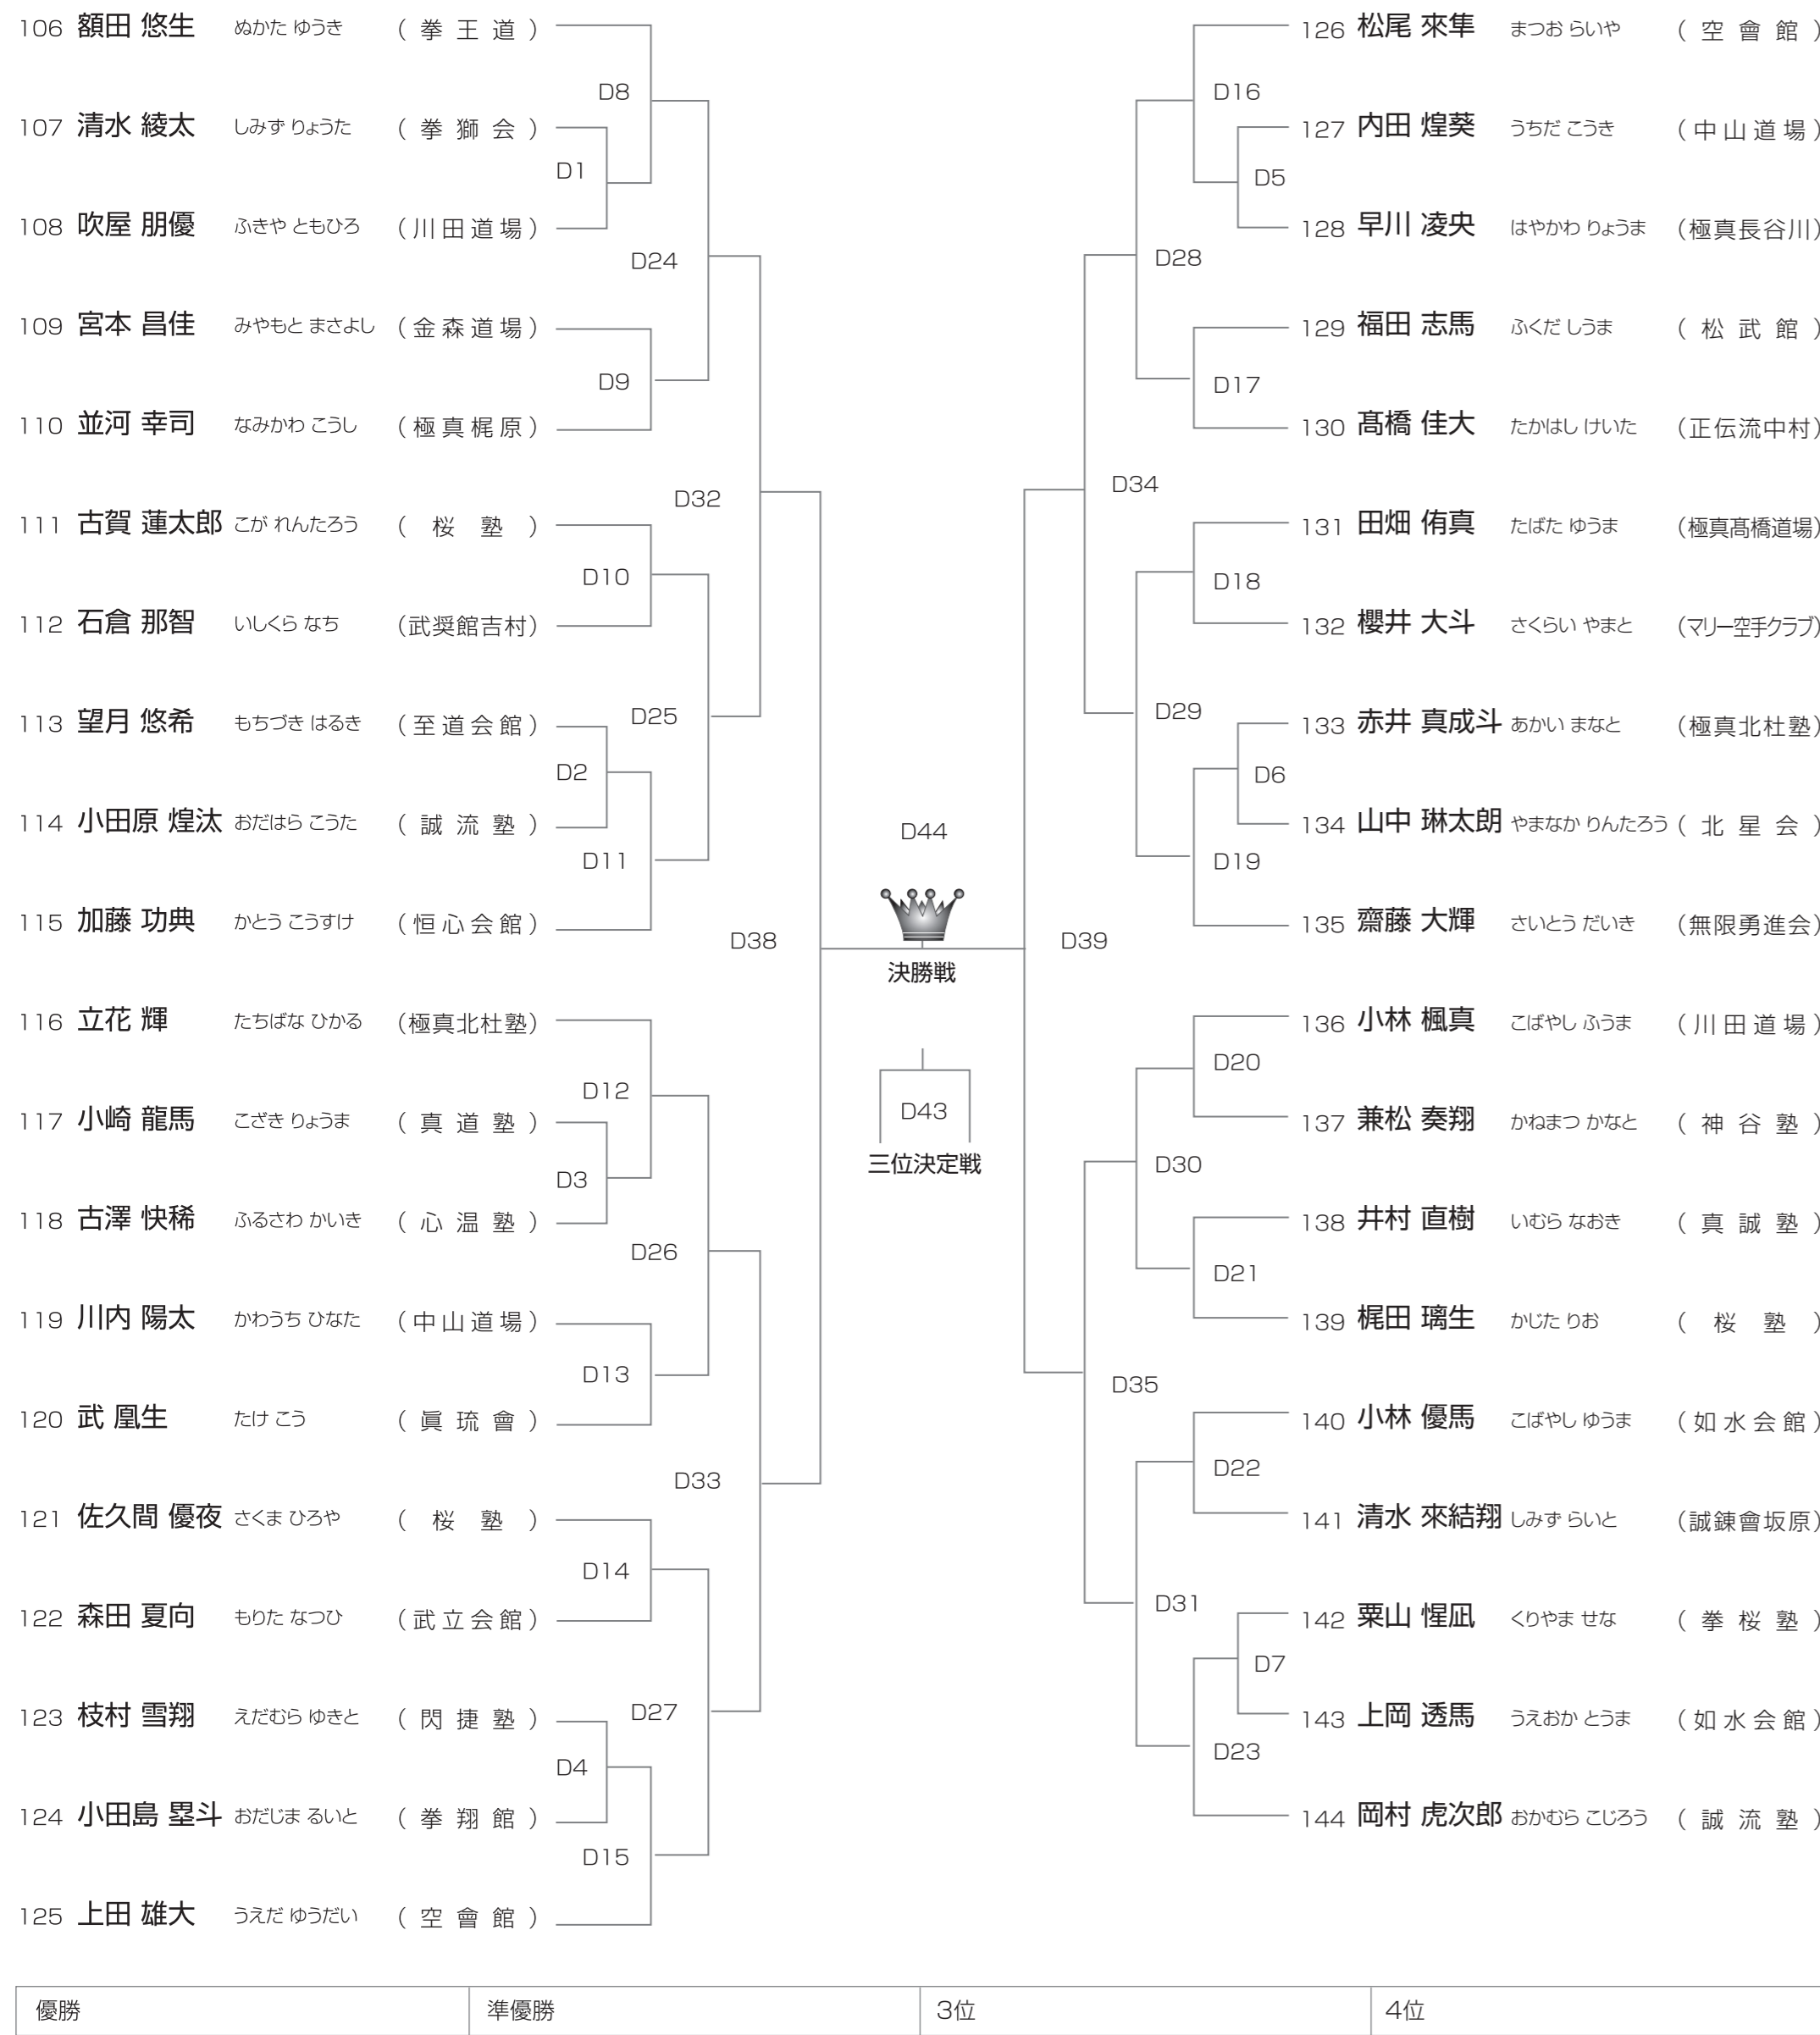 106 額田 悠生 ぬかた ゆうき （ 拳 王 道 ）
D8
107 清水 綾太 しみず りょうた （ 拳 獅 会 ）
D1
108 吹屋 朋優 ふきや ともひろ （ 川 田 道 場 ）
D24
109 宮本 昌佳 みやもと まさよし （ 金 森 道 場 ）
D9
110 並河 幸司 なみかわ こうし （ 極 真 梶 原 ）
D32
111 古賀 蓮太郎 こが れんたろう （ 桜 塾 ）
D10
112 石倉 那智 いしくら なち （武奨館吉村）
113 望月 悠希 もちづき はるき （ 至 道 会 館 ）
D25
D2
114 小田原 煌汰 おだはら こうた （ 誠 流 塾 ）
D11
115 加藤 功典 かとう こうすけ （ 恒 心 会 館 ）
D38
116 立花 輝 たちばな ひかる （極真北杜塾）
D12
117 小崎 龍馬 こざき りょうま （ 真 道 塾 ）
D3
118 古澤 快稀 ふるさわ かいき （ 心 温 塾 ）
D26
119 川内 陽太 かわうち ひなた （ 中 山 道 場 ）
D13
120 武 凰生 たけ こう （ 眞 琉 會 ）
D33
121 佐久間 優夜 さくま ひろや （ 桜 塾 ）
D14
122 森田 夏向 もりた なつひ （ 武 立 会 館 ）
123 枝村 雪翔 えだむら ゆきと （ 閃 捷 塾 ）
D27
D4
124 小田島 塁斗 おだじま るいと （ 拳 翔 館 ）
D15
125 上田 雄大 うえだ ゆうだい （ 空 會 館 ）
D44
決勝戦
D43
三位決定戦
126 松尾 來隼 まつお らいや （ 空 會 館 ）
D16
127 内田 煌葵 うちだ こうき （ 中 山 道 場 ）
D5
128 早川 凌央 はやかわ りょうま （極真長谷川）
D28
129 福田 志馬 ふくだ しうま （ 松 武 館 ）
D17
130 髙橋 佳大 たかはし けいた （正伝流中村）
D34
131 田畑 侑真 たばた ゆうま （極真髙橋道場）
D18
132 櫻井 大斗 さくらい やまと （マリー空手クラブ）
D29
133 赤井 真成斗 あかい まなと （極真北杜塾）
D6
134 山中 琳太朗 やまなか りんたろう （ 北 星 会 ）
D19
135 齋藤 大輝 さいとう だいき （無限勇進会）
D39
136 小林 楓真 こばやし ふうま （ 川 田 道 場 ）
D20
137 兼松 奏翔 かねまつ かなと （ 神 谷 塾 ）
D30
138 井村 直樹 いむら なおき （ 真 誠 塾 ）
D21
139 梶田 璃生 かじた りお （ 桜 塾 ）
D35
140 小林 優馬 こばやし ゆうま （ 如 水 会 館 ）
D22
141 清水 來結翔 しみず らいと （誠錬會坂原）
D31
142 栗山 惺凪 くりやま せな （ 拳 桜 塾 ）
D7
143 上岡 透馬 うえおか とうま （ 如 水 会 館 ）
D23
144 岡村 虎次郎 おかむら こじろう （ 誠 流 塾 ）
優勝 準優勝 3位 4位